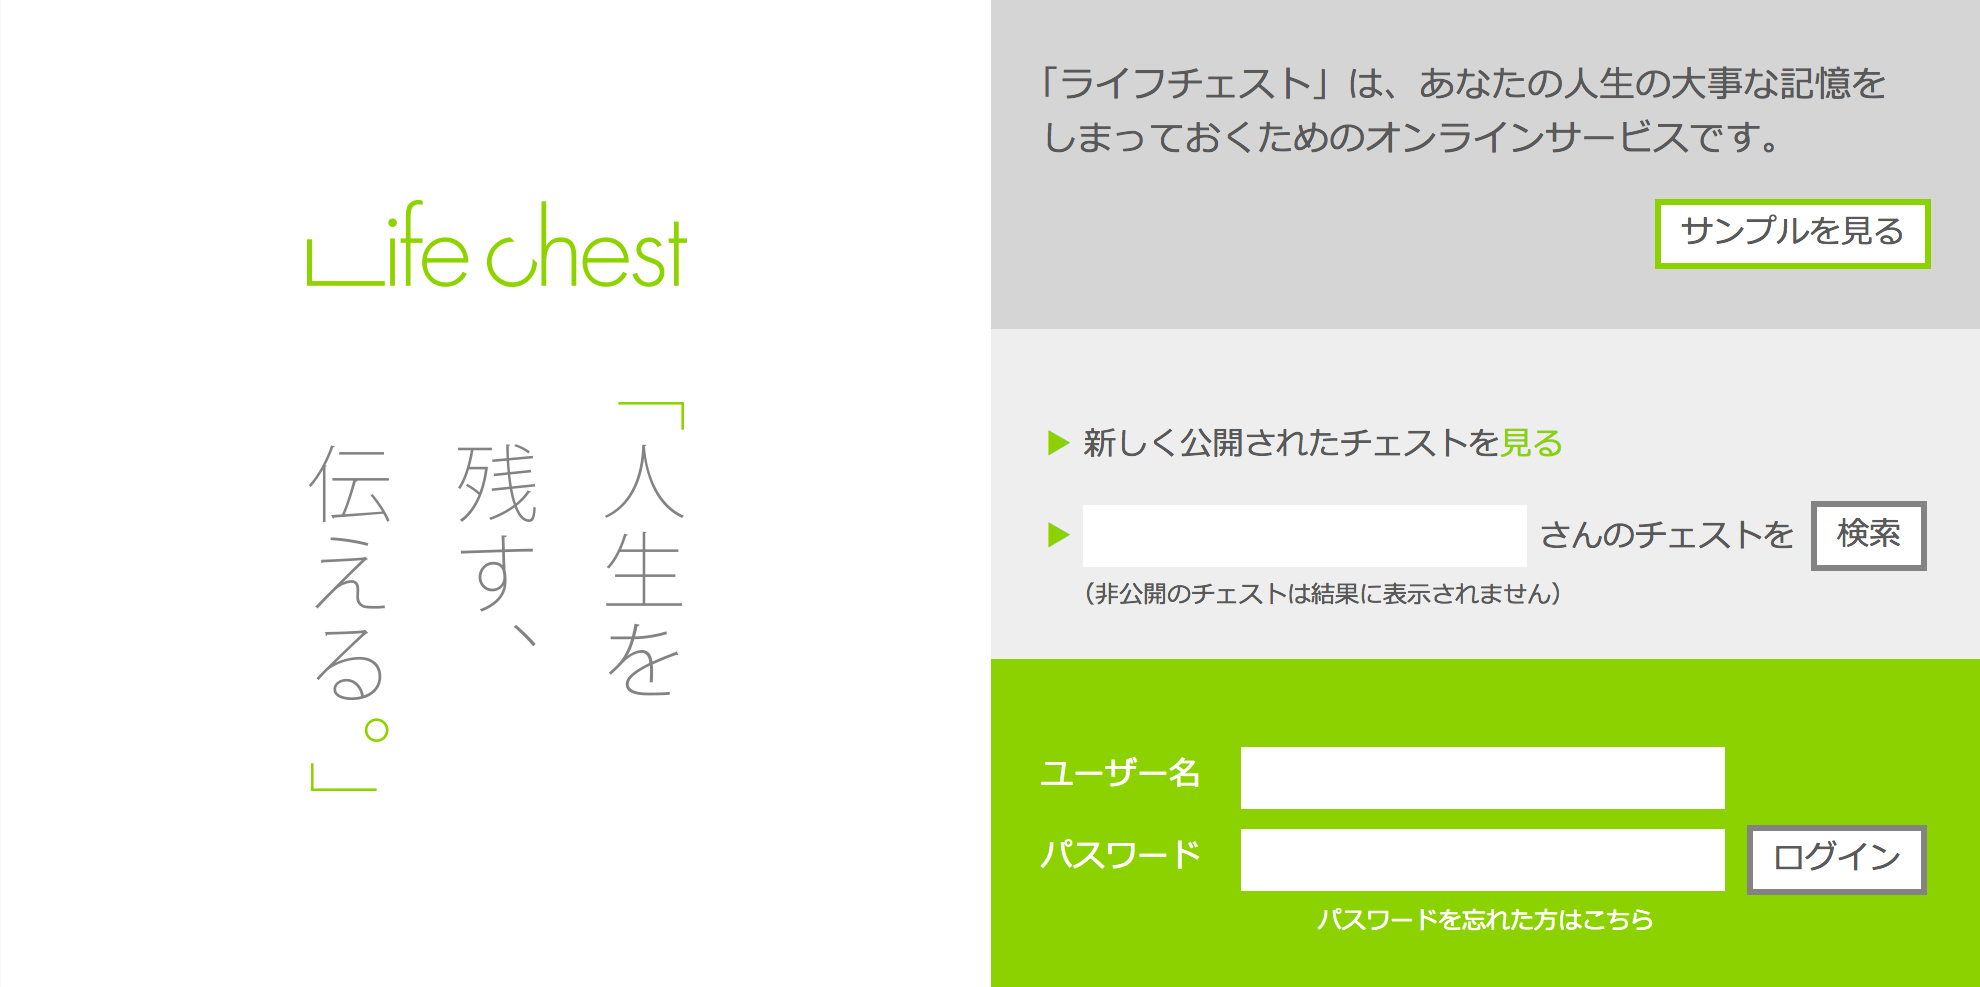 Life Chest
「人生を
残す、
伝える。」
「ライフチェスト」は、あなたの人生の大事な記憶を
しまっておくためのオンラインサービスです。
サンプルを見る
▶ 新しく公開されたチェストを見る
▶ さんのチェストを 検索
（非公開のチェストは結果に表示されません）
ユーザー名
パスワード ログイン
パスワードを忘れた方はこちら